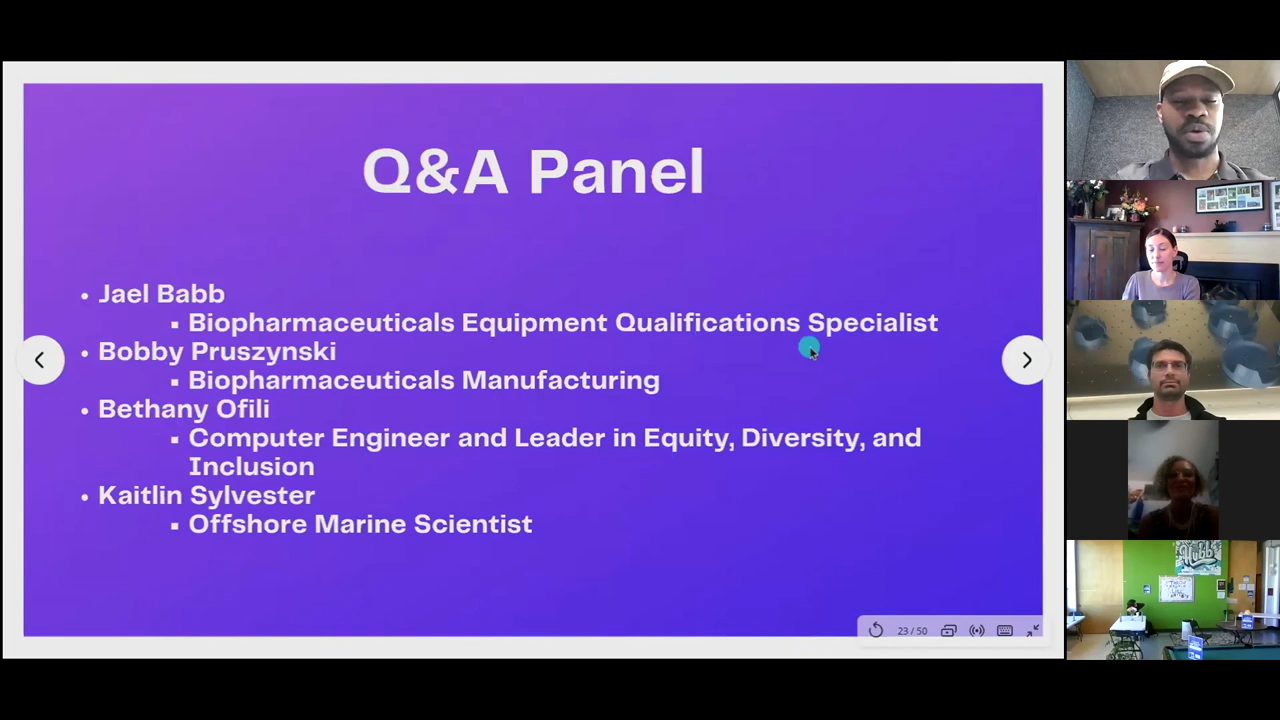 Q&A Panel
• Jael Babb
▪ Biopharmaceuticals Equipment Qualifications Specialist
• Bobby Pruszynski
▪ Biopharmaceuticals Manufacturing
• Bethany Ofili
▪ Computer Engineer and Leader in Equity, Diversity, and
Inclusion
• Kaitlin Sylvester
▪ Offshore Marine Scientist
23 / 50